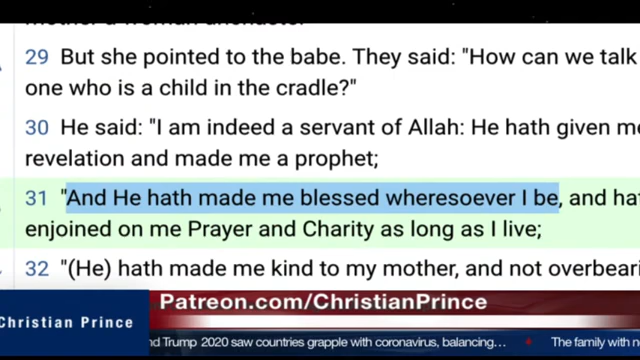 29 But she pointed to the babe. They said: "How can we talk
one who is a child in the cradle?"
30 He said: "I am indeed a servant of Allah: He hath given me
revelation and made me a prophet;
31 "And He hath made me blessed wheresoever I be, and hat
enjoined on me Prayer and Charity as long as I live;
32 "(He) hath made me kind to my mother, and not overbeari
Patreon.com/ChristianPrince
Christian Prince
nd Trump 2020 saw countries grapple with coronavirus, balancing... The family with n